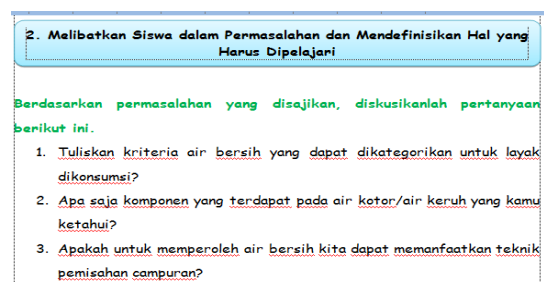 2. Melibatkan Siswa dalam Permasalahan dan Mendefinisikan Hal yang
Harus Dipelajari
Berdasarkan permasalahan yang disajikan, diskusikanlah pertanyaan
berikut ini.
1. Tuliskan kriteria air bersih yang dapat dikategorikan untuk layak
dikonsumsi?
2. Apa saja komponen yang terdapat pada air kotor/air keruh yang kamu
ketahui?
3. Apakah untuk memperoleh air bersih kita dapat memanfaatkan teknik
pemisahan campuran?